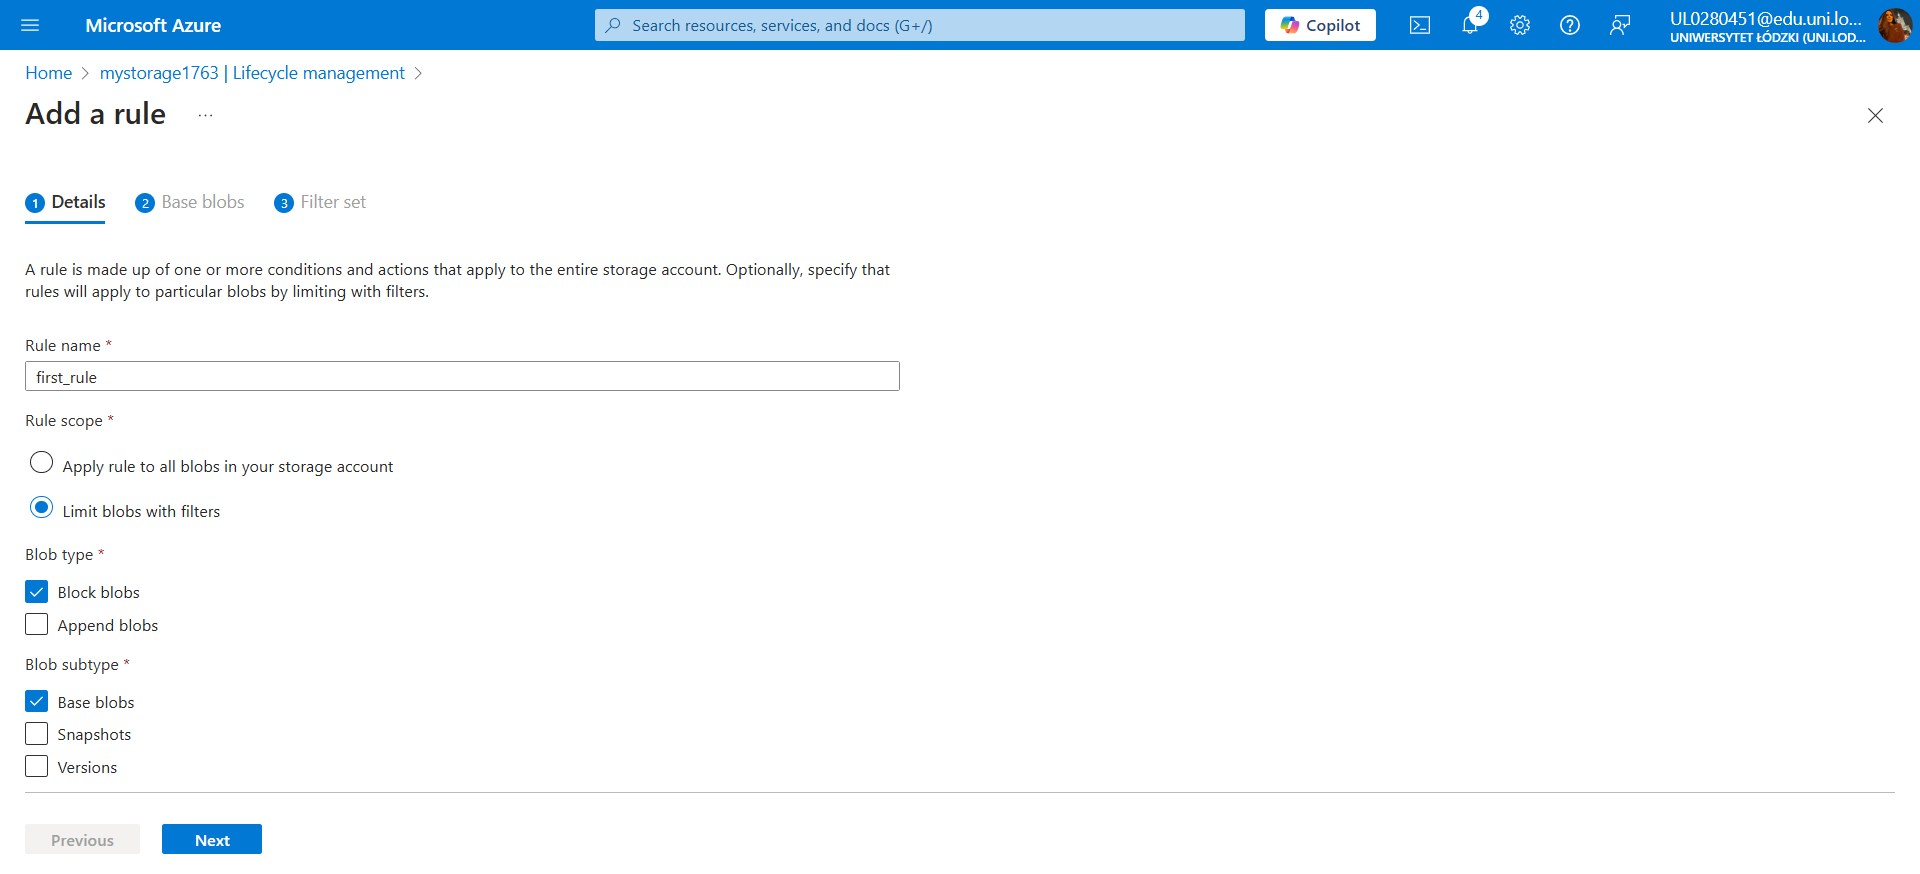 Microsoft Azure
Search resources, services, and docs (G+/)
Copilot
4
UL0280451@edu.uni.lo...
UNIWERSYTET ŁÓDZKI (UNI.LOD...
Home
mystorage1763 | Lifecycle management
Add a rule
...
1 Details
2 Base blobs
3 Filter set
A rule is made up of one or more conditions and actions that apply to the entire storage account. Optionally, specify that
rules will apply to particular blobs by limiting with filters.
Rule name *
first_rule
Rule scope *
Apply rule to all blobs in your storage account
Limit blobs with filters
Blob type *
Block blobs
Append blobs
Blob subtype *
Base blobs
Snapshots
Versions
Previous
Next